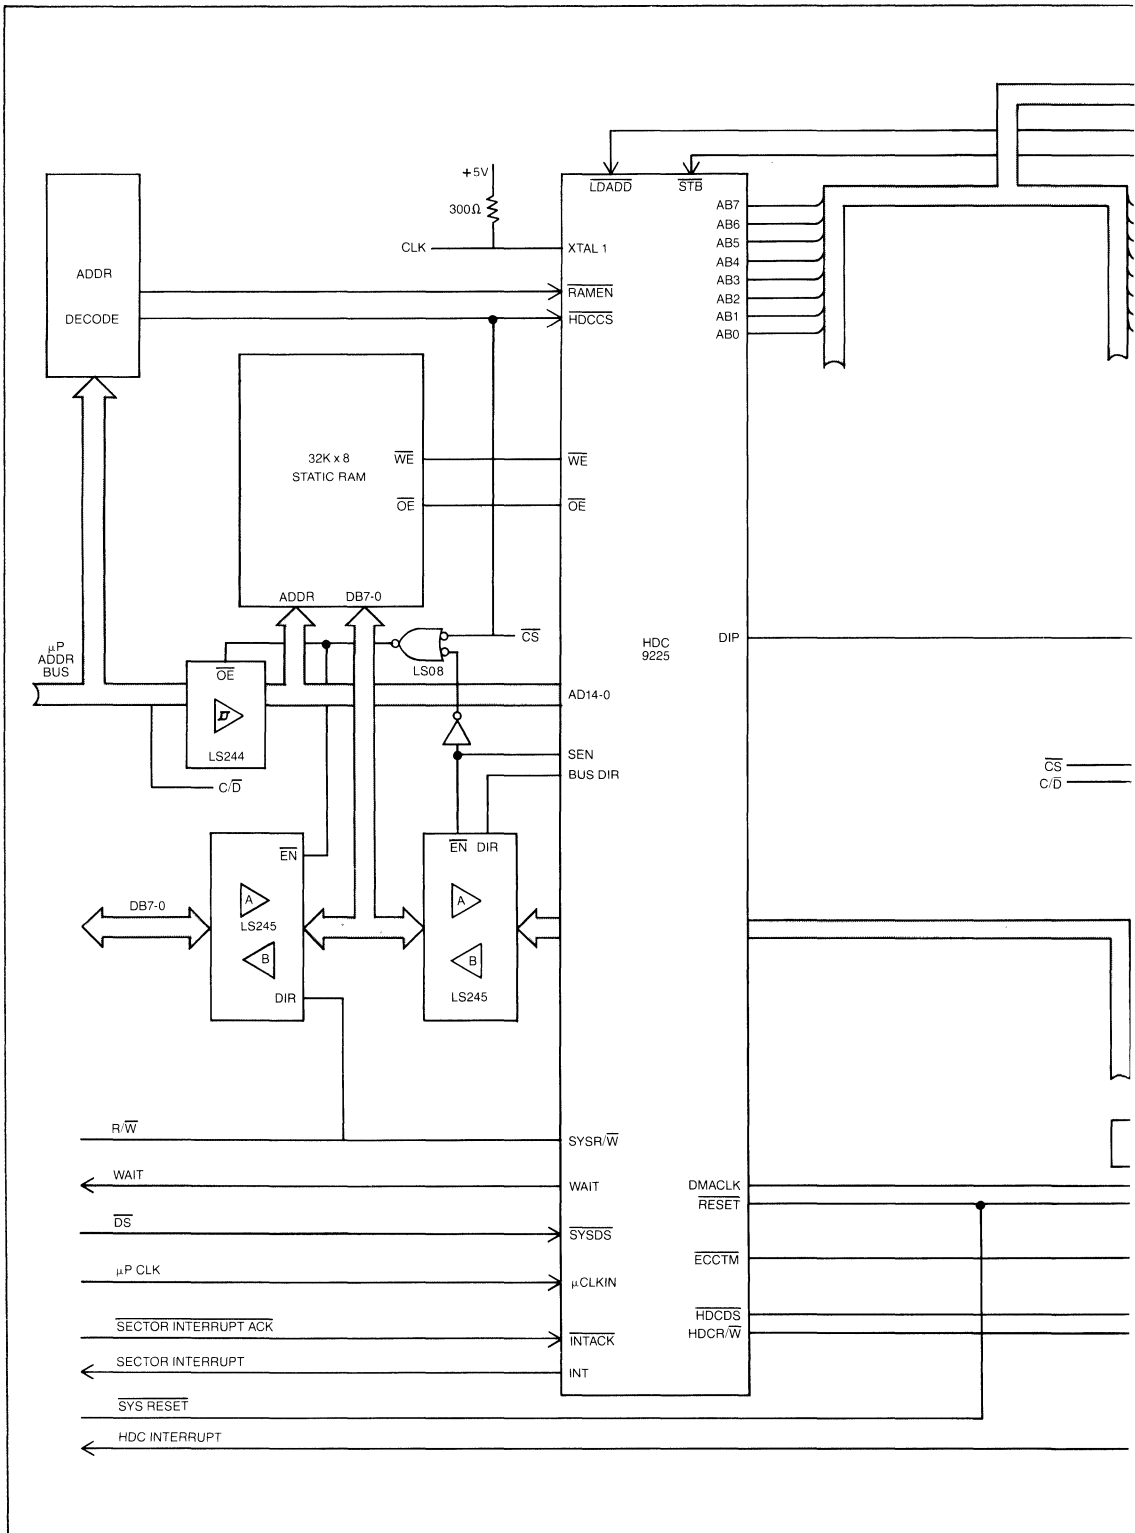 +5V
300Ω
CLK
LDADD
STB
AB7
AB6
AB5
AB4
AB3
AB2
AB1
AB0
XTAL 1
ADDR
DECODE
RAMEN
HDCCS
32K x 8
STATIC RAM
WE
WE
OE
OE
ADDR
DB7-0
CS
LS08
HDC
9225
DIP
μP
ADDR
BUS
OE
LS244
AD14-0
C/D
SEN
BUS DIR
CS
C/D
EN
EN DIR
A
A
DB7-0
LS245
B
B
DIR
LS245
R/W
SYSR/W
WAIT
WAIT
DMACLK
RESET
DS
SYSDS
ECCTM
μP CLK
μCLKIN
HDCDS
HDCR/W
SECTOR INTERRUPT ACK
INTACK
SECTOR INTERRUPT
INT
SYS RESET
HDC INTERRUPT